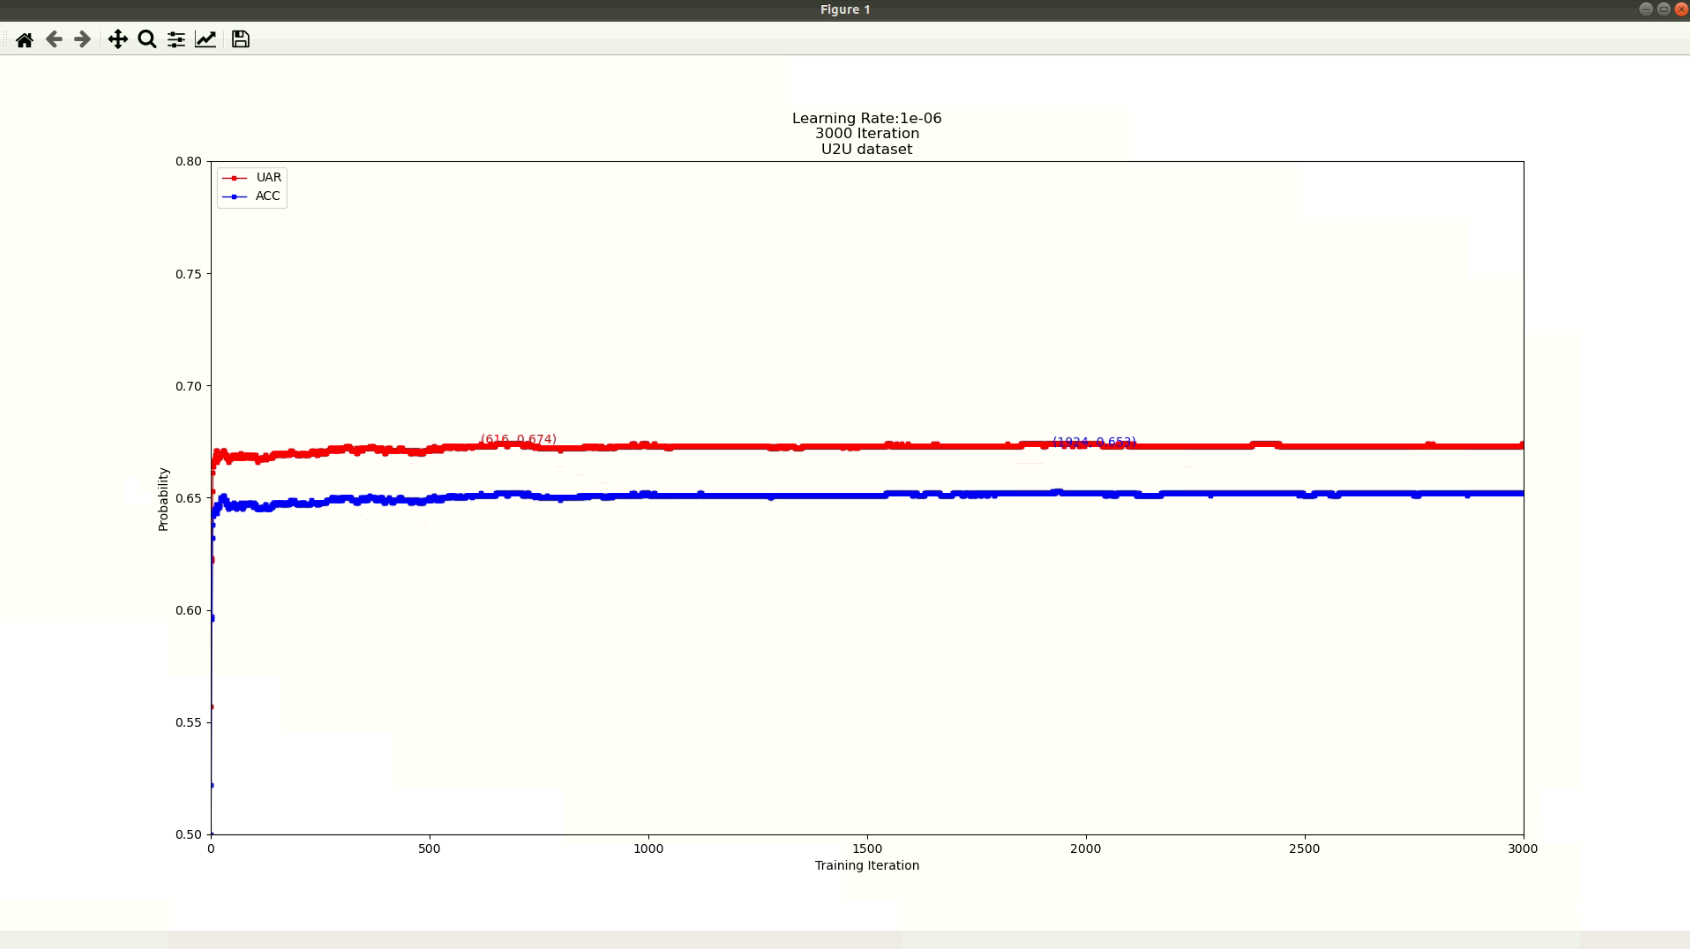 Figure 1
Learning Rate:1e-06
3000 Iteration
U2U dataset
UAR
ACC
0.80
0.75
0.70
0.65
0.60
0.55
0.50
Probability
(616, 0.674)
(1924, 0.653)
0
500
1000
1500
2000
2500
3000
Training Iteration